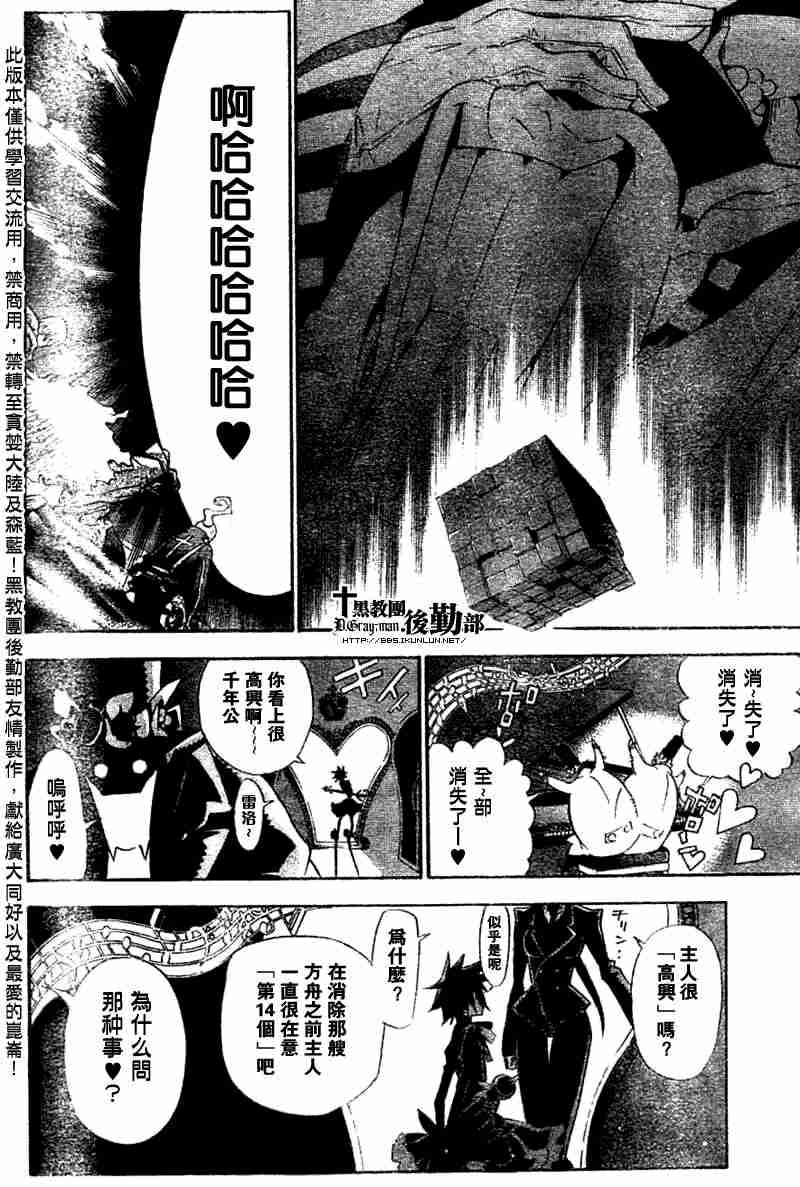 啊哈哈哈哈哈哈♥
黑教團
D.Gray-man.後勤部
HTTP://BBS.IKUNLUN.NET/
消~失了♥
消失了♥
全~部
消失了ー♥
ポロ
ポロ
你看上很
高興啊~~
千年公
雷洛~
嗚呼呼♥
主人很
「高興」嗎？
チリン…
似乎是呢
爲什麼？
在消除那艘
方舟之前主人
一直很在意
「第14個」吧
為什么問
那种事♥？
此版本僅供學習交流用，禁商用，禁轉至貪婪大陸及森藍！黑教團後勤部友情製作，獻給廣大同好以及最愛的崑崙！